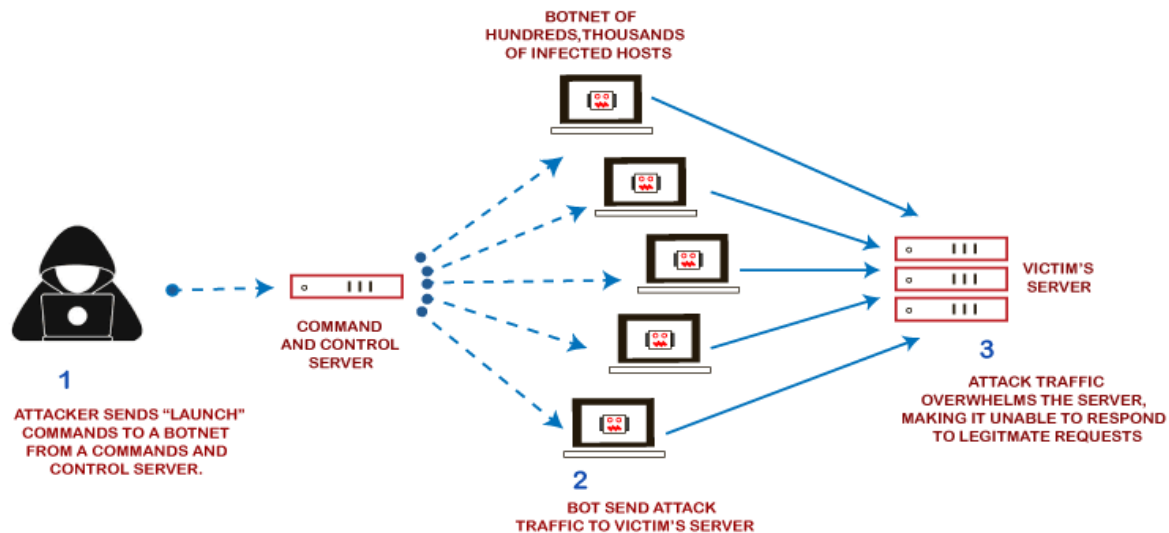 BOTNET OF
HUNDREDS,THOUSANDS
OF INFECTED HOSTS
COMMAND
AND CONTROL
SERVER
VICTIM'S
SERVER
1
ATTACKER SENDS “LAUNCH”
COMMANDS TO A BOTNET
FROM A COMMANDS AND
CONTROL SERVER.
2
BOT SEND ATTACK
TRAFFIC TO VICTIM'S SERVER
3
ATTACK TRAFFIC
OVERWHELMS THE SERVER,
MAKING IT UNABLE TO RESPOND
TO LEGITMATE REQUESTS